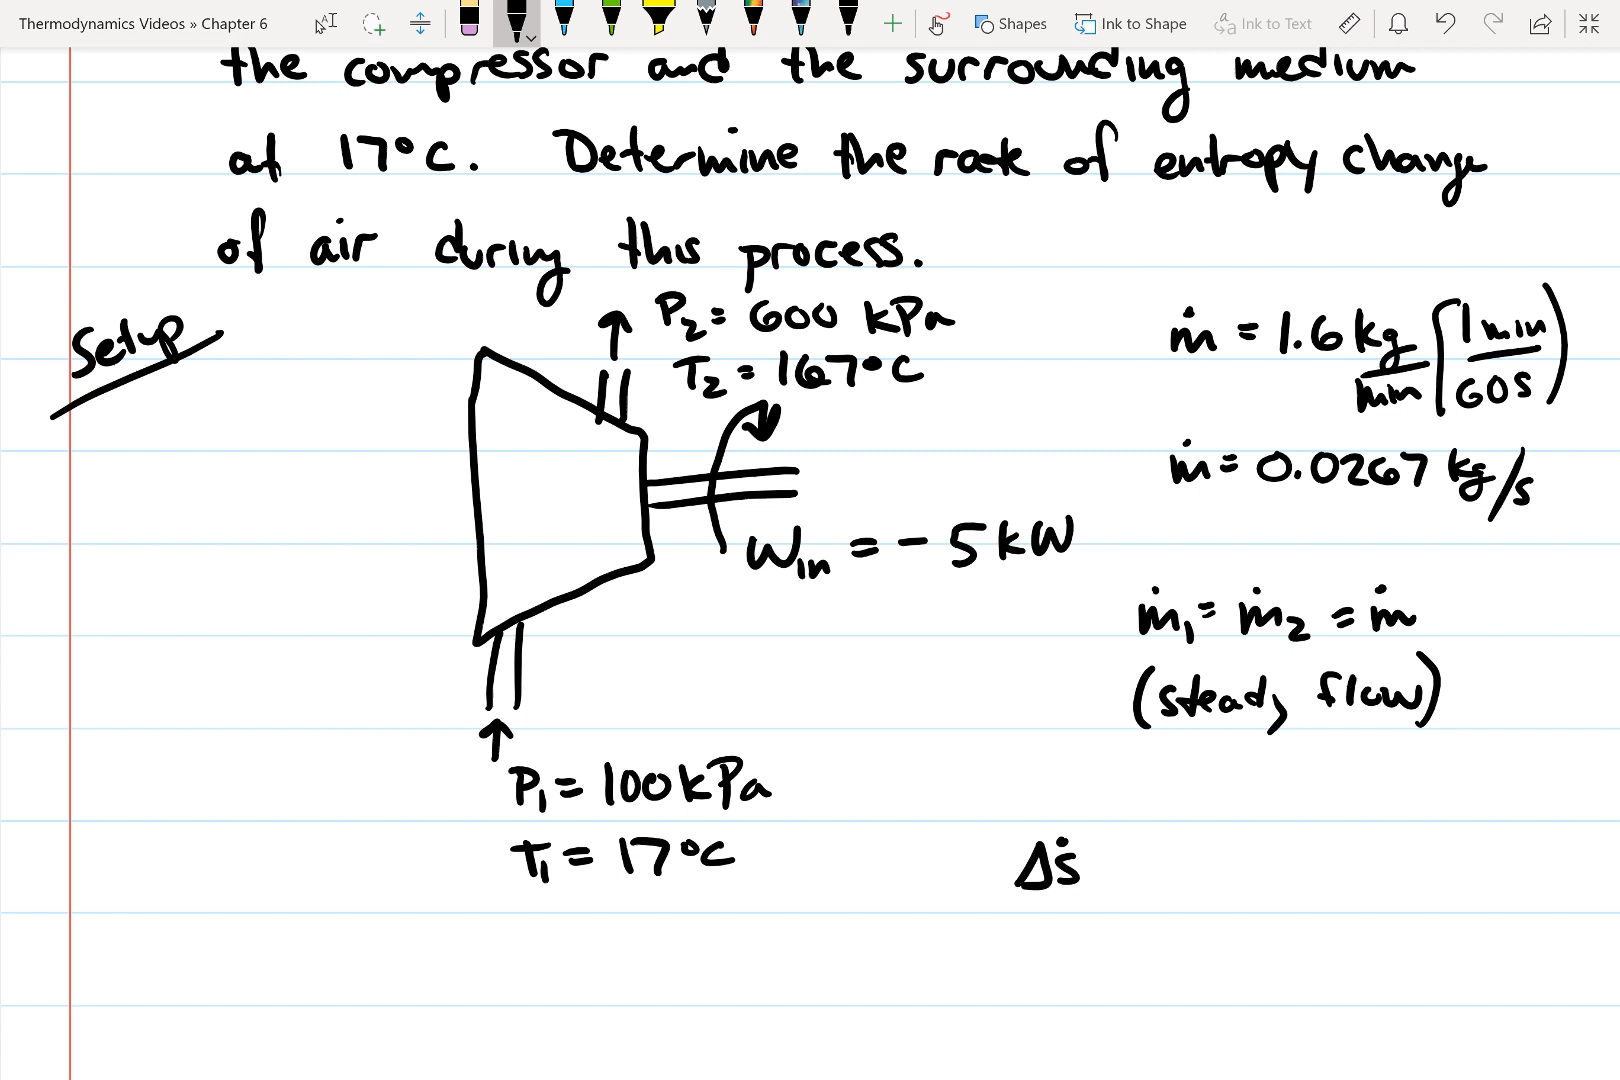 Thermodynamics Videos » Chapter 6
Shapes
Ink to Shape
Ink to Text
the compressor and the surrounding medium
at 17°C. Determine the rate of entropy change
of air during this process.
Setup
P₂ = 600 kPa
T₂ = 167°C
ṁ = 1.6 kg/min (1 min/60s)
ṁ = 0.0267 kg/s
Win = - 5 kW
ṁ₁ = ṁ₂ = ṁ
(steady flow)
P₁ = 100 kPa
T₁ = 17°C
Δṡ